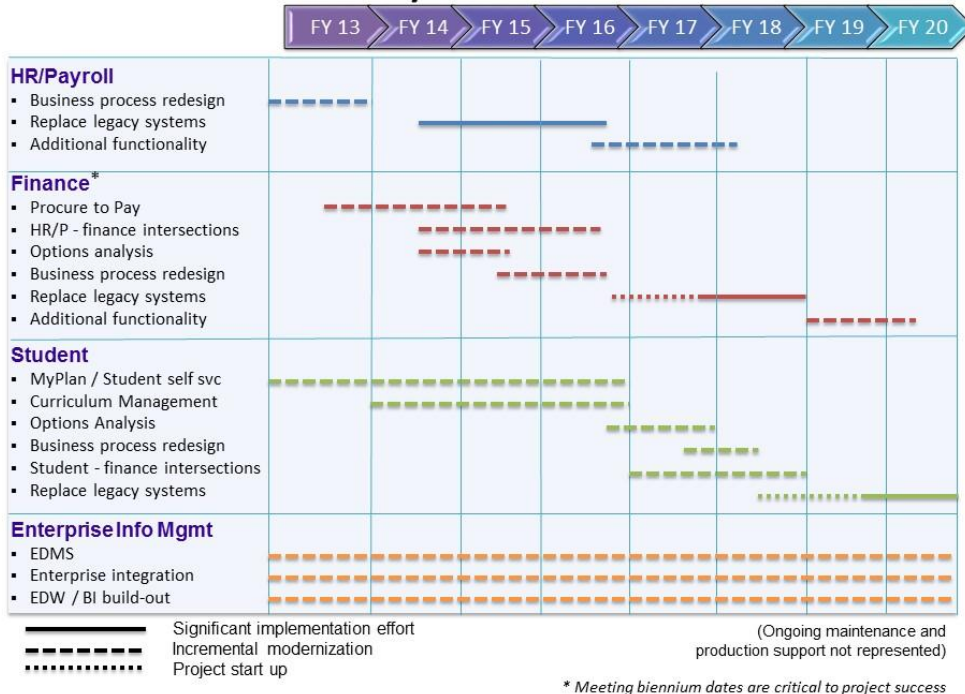 FY 13 FY 14 FY 15 FY 16 FY 17 FY 18 FY 19 FY 20
HR/Payroll
▪ Business process redesign
▪ Replace legacy systems
▪ Additional functionality
Finance*
▪ Procure to Pay
▪ HR/P - finance intersections
▪ Options analysis
▪ Business process redesign
▪ Replace legacy systems
▪ Additional functionality
Student
▪ MyPlan / Student self svc
▪ Curriculum Management
▪ Options Analysis
▪ Business process redesign
▪ Student - finance intersections
▪ Replace legacy systems
Enterprise Info Mgmt
▪ EDMS
▪ Enterprise integration
▪ EDW / BI build-out
Significant implementation effort
Incremental modernization
Project start up
(Ongoing maintenance and
production support not represented)
* Meeting biennium dates are critical to project success